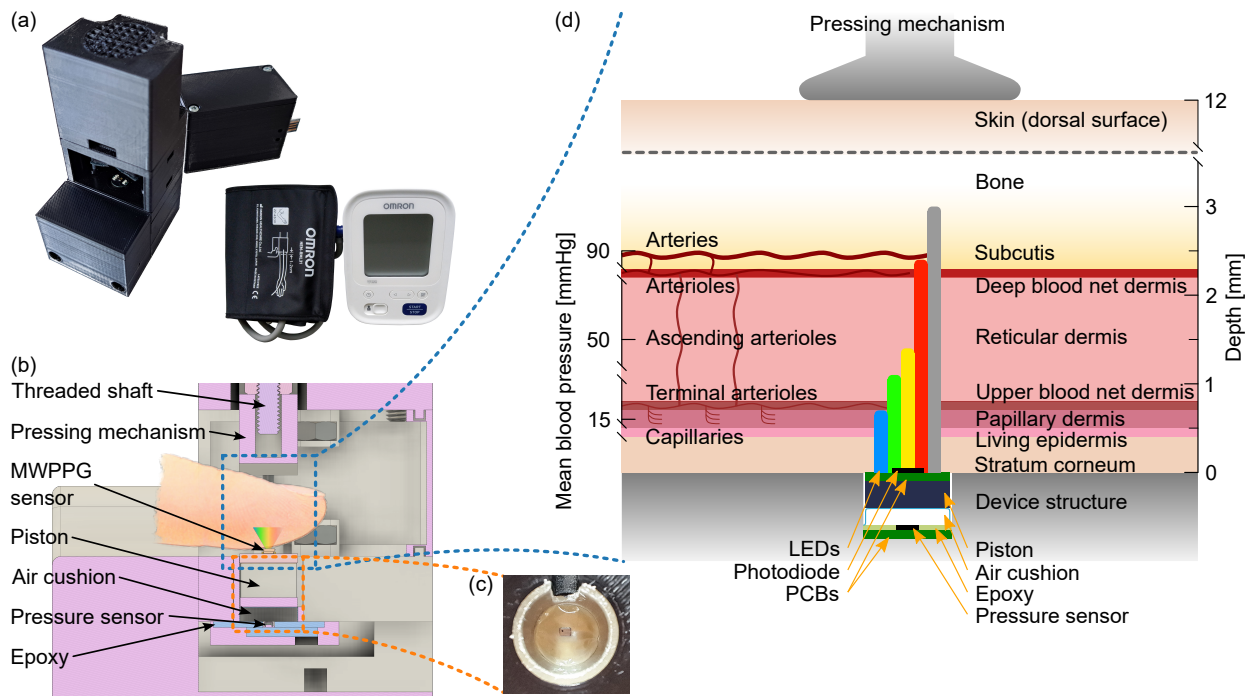 (a)
OMRON
OMRON
START
STOP
(b)
Threaded shaft
Pressing mechanism
MWPPG
sensor
Piston
Air cushion
Pressure sensor
Epoxy
(c)
(d)
Pressing mechanism
12
Skin (dorsal surface)
Bone
3
Arteries
90
Subcutis
Arterioles
Deep blood net dermis
2
Mean blood pressure [mmHg]
Depth [mm]
50
Ascending arterioles
Reticular dermis
Terminal arterioles
Upper blood net dermis
1
15
Papillary dermis
Capillaries
Living epidermis
Stratum corneum
0
Device structure
LEDs
Photodiode
PCBs
Piston
Air cushion
Epoxy
Pressure sensor